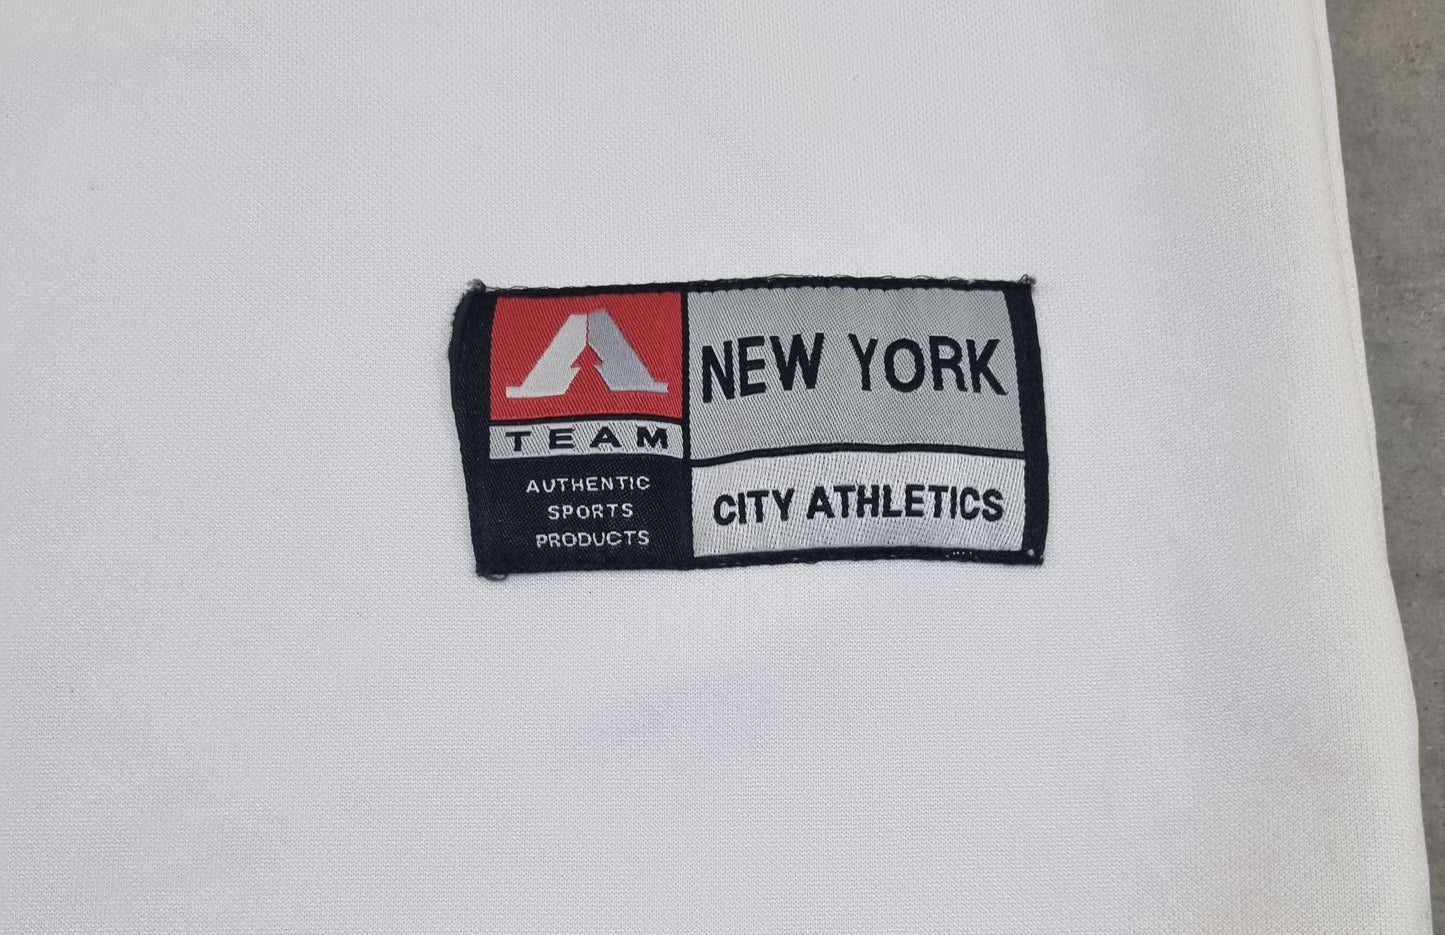 TEAM
AUTHENTIC
SPORTS
PRODUCTS
NEW YORK
CITY ATHLETICS